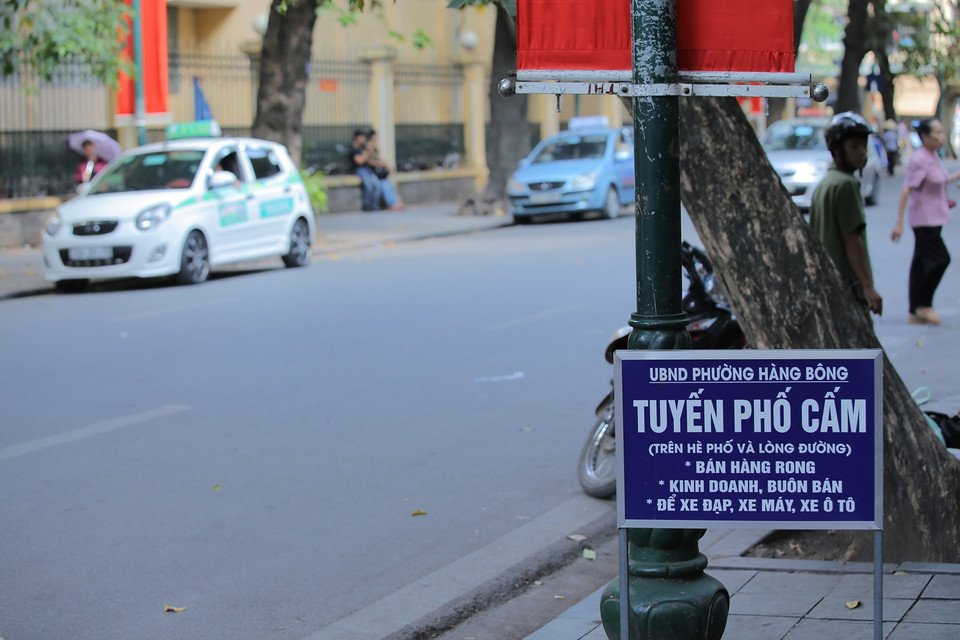 UBND PHƯỜNG HÀNG BÔNG
TUYẾN PHỐ CẤM
(TRÊN HÈ PHỐ VÀ LÒNG ĐƯỜNG)
* BÁN HÀNG RONG
* KINH DOANH, BUÔN BÁN
* ĐỂ XE ĐẠP, XE MÁY, XE Ô TÔ